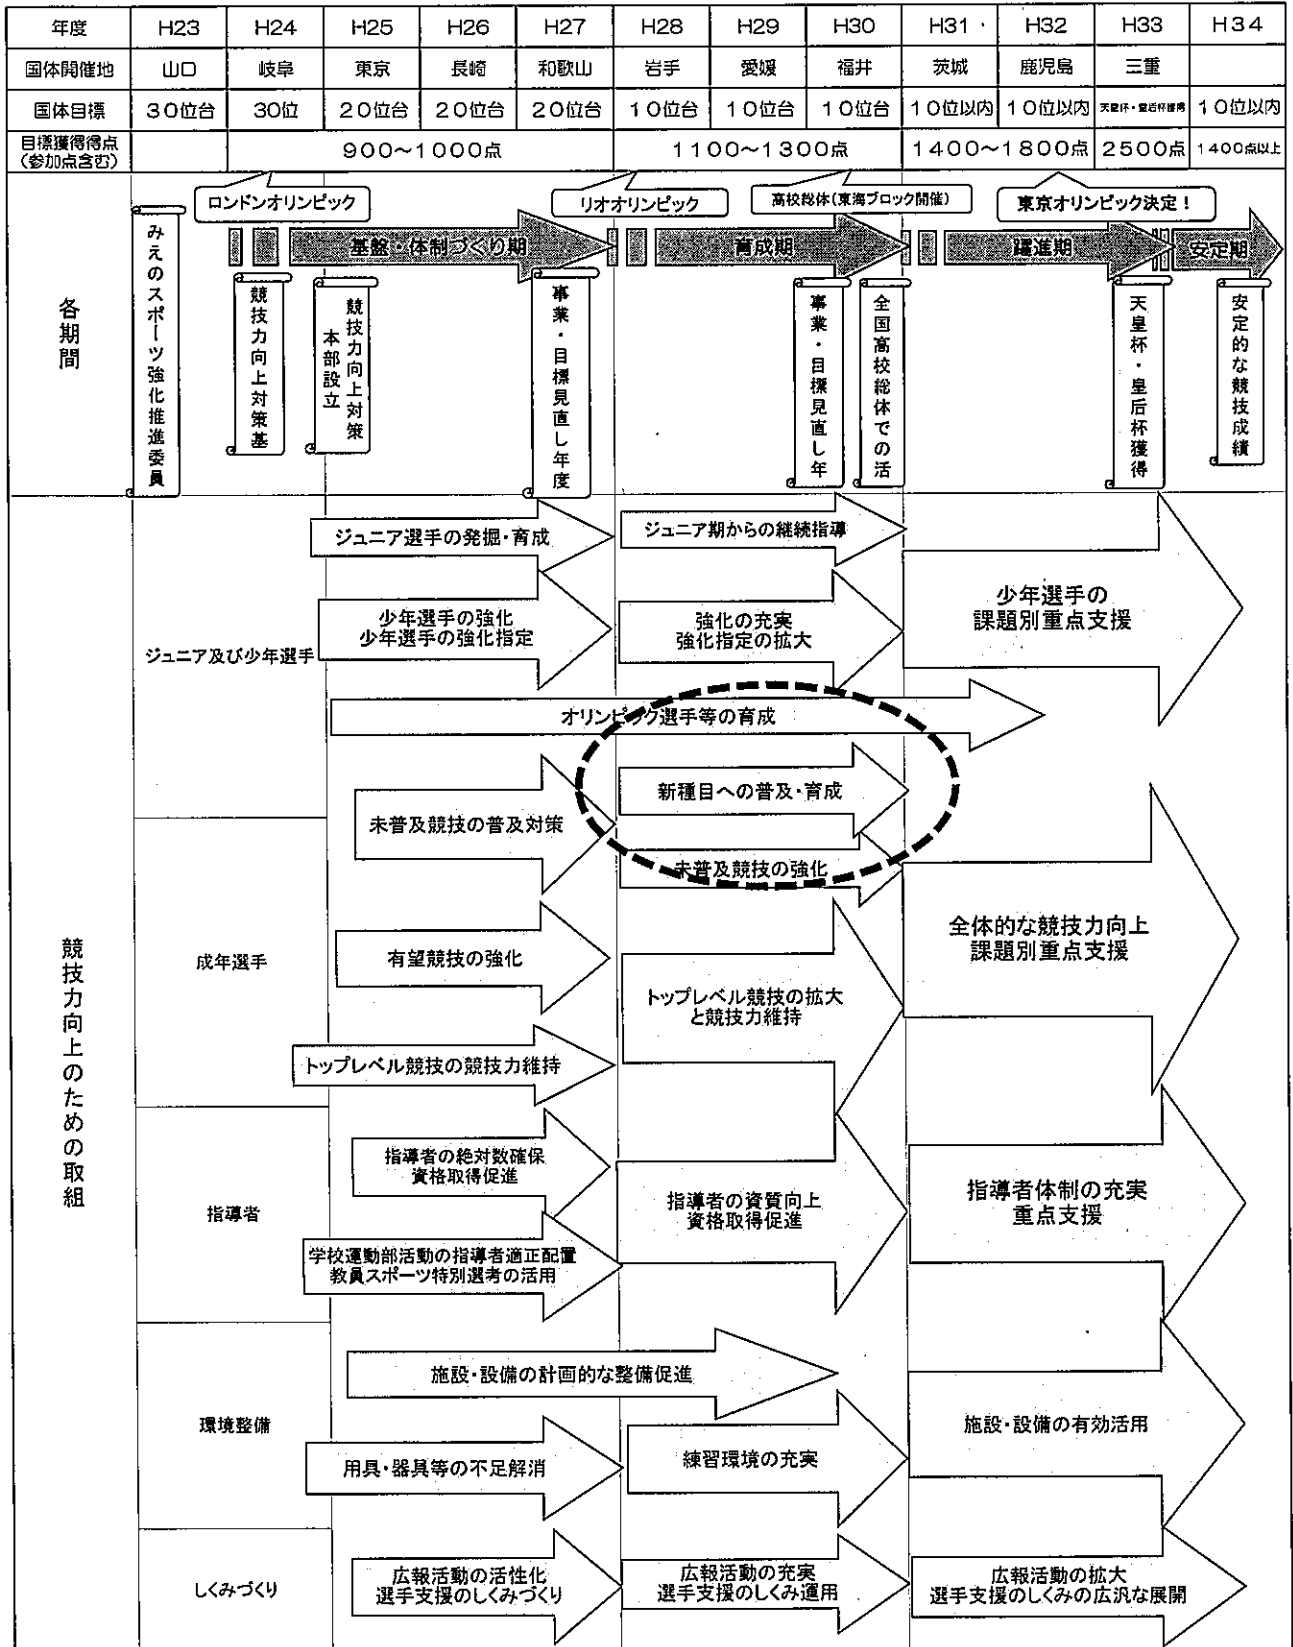 年度 H23 H24 H25 H26 H27 H28 H29 H30 H31 H32 H33 H34
国体開催地 山口 岐阜 東京 長崎 和歌山 岩手 愛媛 福井 茨城 鹿児島 三重
国体目標 30位台 30位 20位台 20位台 20位台 10位台 10位台 10位台 10位以内 10位以内 天皇杯・皇后杯獲得 10位以内
目標獲得得点
(参加点含む) 900〜1000点 1100〜1300点 1400〜1800点 2500点 1400点以上
ロンドンオリンピック
リオオリンピック
高校総体(東海ブロック開催)
東京オリンピック決定!
各期間
基盤・体制づくり期
育成期
躍進期
安定期
みえのスポーツ強化推進委員
競技力向上対策基
競技力向上対策
本部設立
事業・目標見直し年度
事業・目標見直し年
全国高校総体での活
天皇杯・皇后杯獲得
安定的な競技成績
競技力向上のための取組
ジュニア及び少年選手
ジュニア選手の発掘・育成
ジュニア期からの継続指導
少年選手の強化
少年選手の強化指定
強化の充実
強化指定の拡大
少年選手の
課題別重点支援
オリンピック選手等の育成
未普及競技の普及対策
新種目への普及・育成
未普及競技の強化
成年選手
有望競技の強化
トップレベル競技の拡大
と競技力維持
全体的な競技力向上
課題別重点支援
トップレベル競技の競技力維持
指導者
指導者の絶対数確保
資格取得促進
指導者の資質向上
資格取得促進
指導者体制の充実
重点支援
学校運動部活動の指導者適正配置
教員スポーツ特別選考の活用
環境整備
施設・設備の計画的な整備促進
施設・設備の有効活用
用具・器具等の不足解消
練習環境の充実
しくみづくり
広報活動の活性化
選手支援のしくみづくり
広報活動の充実
選手支援のしくみ運用
広報活動の拡大
選手支援のしくみの広汎な展開